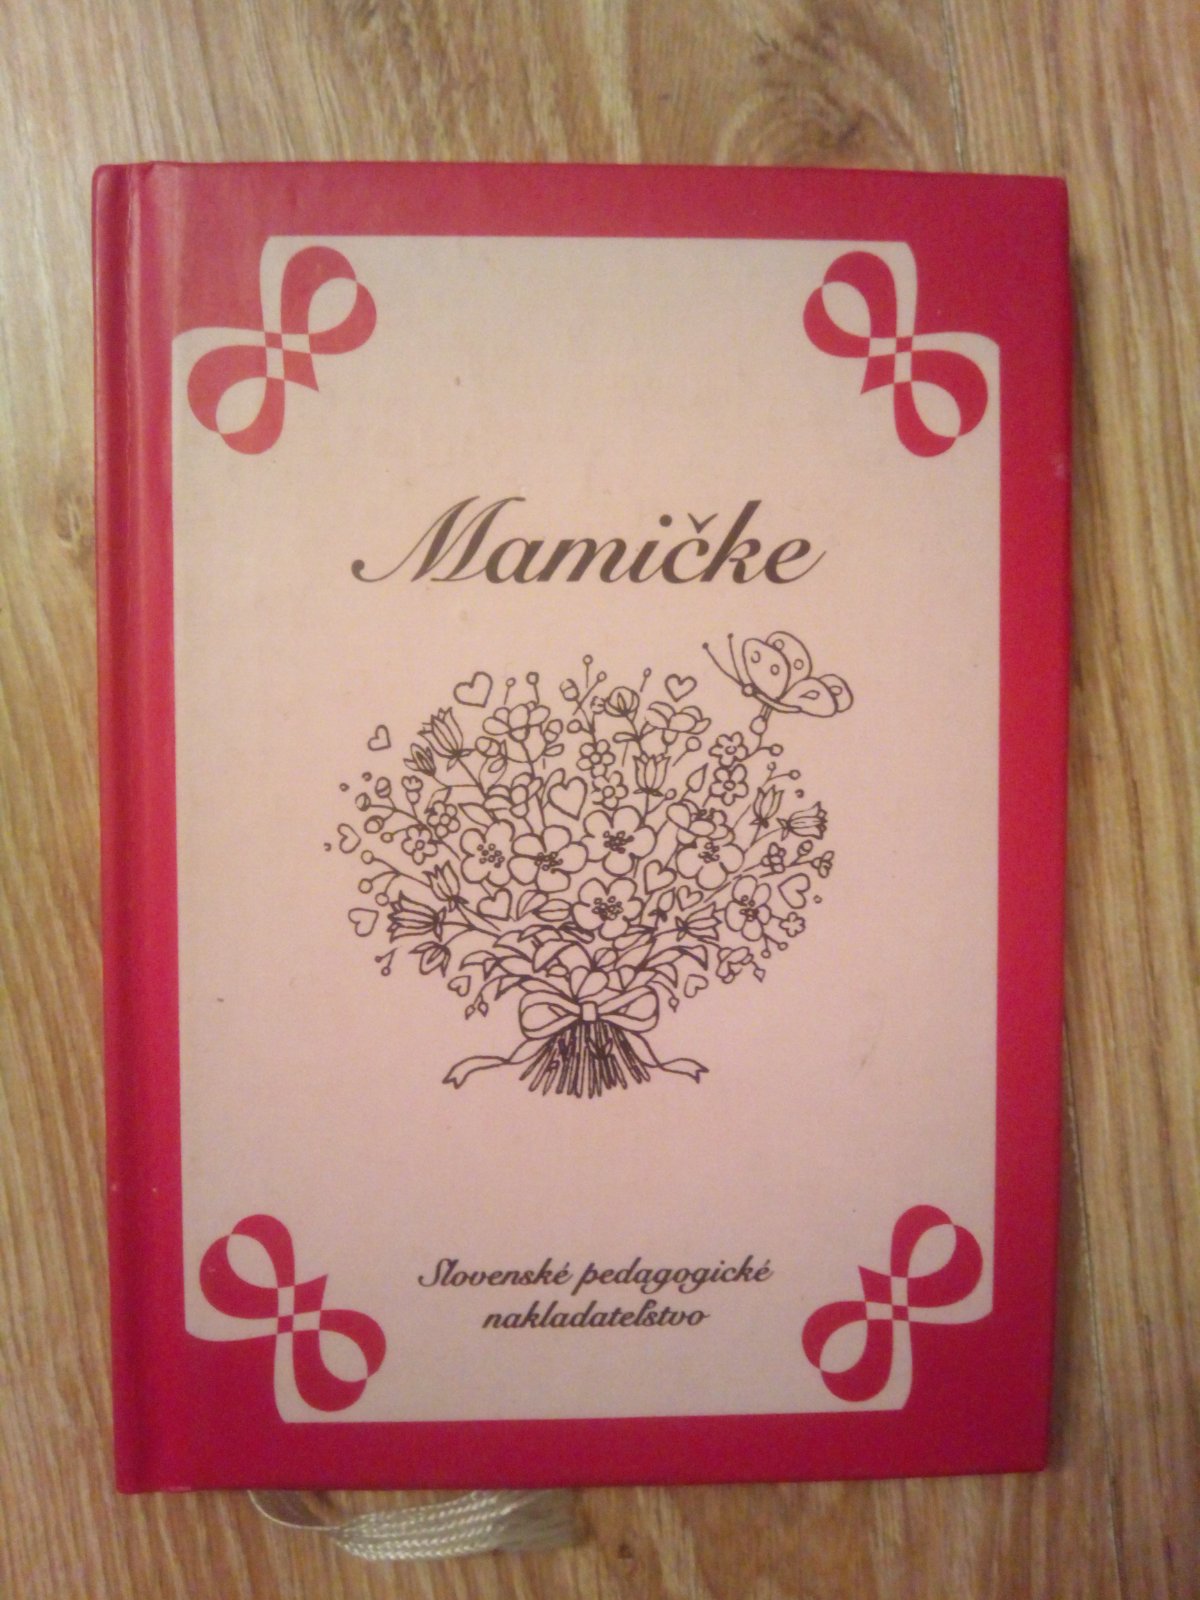 Mamičke
Slovenské pedagogické
nakladateľstvo